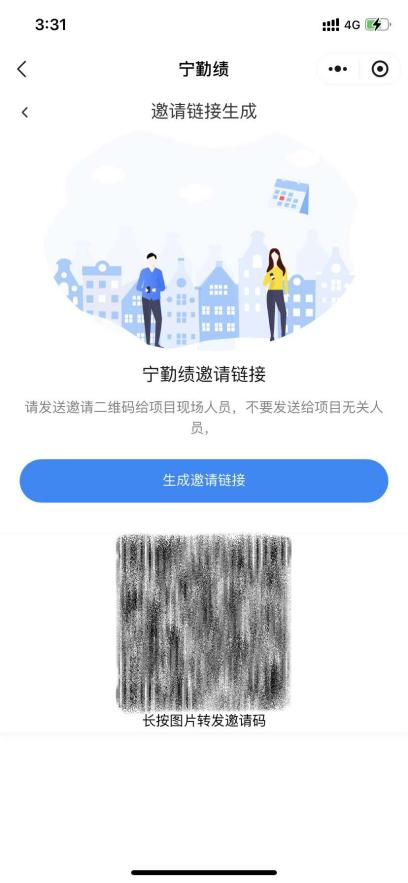 3:31
4G
宁勤绩
邀请链接生成
宁勤绩邀请链接
请发送邀请二维码给项目现场人员，不要发送给项目无关人
员，
生成邀请链接
长按图片转发邀请码